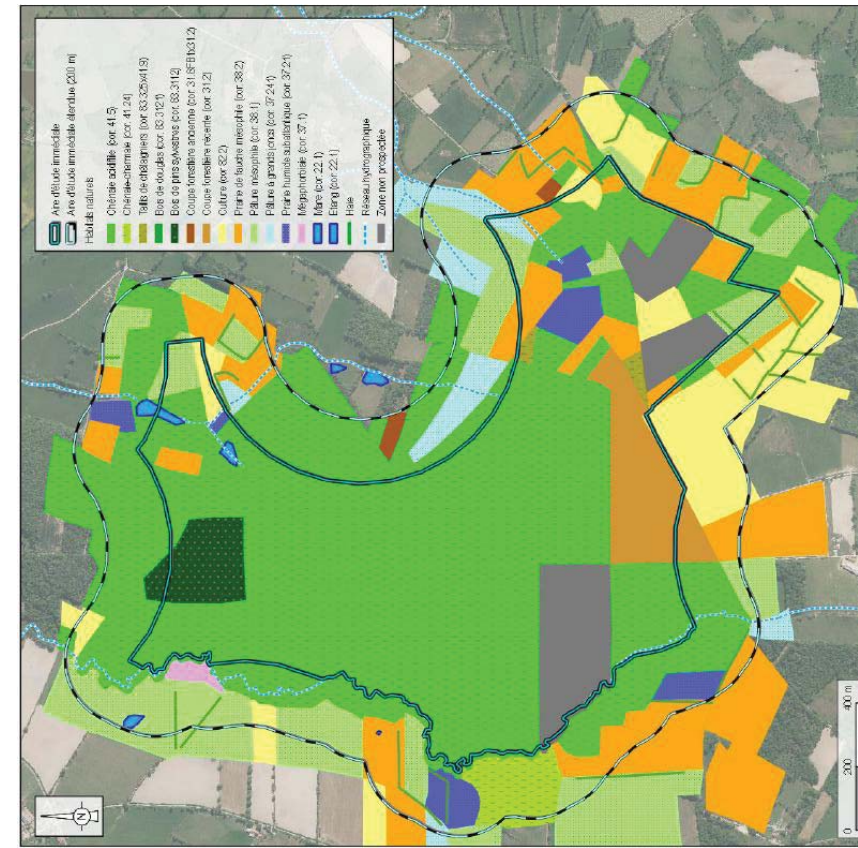 Aire d'étude immédiate
Aire d'étude immédiate étendue (200 m)
Habitats naturels
Chênaie acidifile (cor. 41.5)
Chênaie-charmaie (cor. 41.24)
Taillis de châtaigniers (cor. 83.325x41.9)
Bois de douglas (cor. 83.3121)
Bois de pins sylvestres (cor. 83.3112)
Coupe forestière ancienne (cor. 31.8FB1x31.2)
Coupe forestière récente (cor. 31.2)
Culture (cor 82.2)
Prairie de fauche mésophile (cor. 38.2)
Pâture mésophile (cor. 38.1)
Pâture à grands joncs (cor. 37.241)
Prairie humide subatlantique (cor. 37.21)
Mégaphorbiaie (cor. 37.1)
Mare (cor. 22.1)
Etang (cor. 22.1)
Haie
Réseau hydrographique
Zone non prospectée
N
0 200 400 m